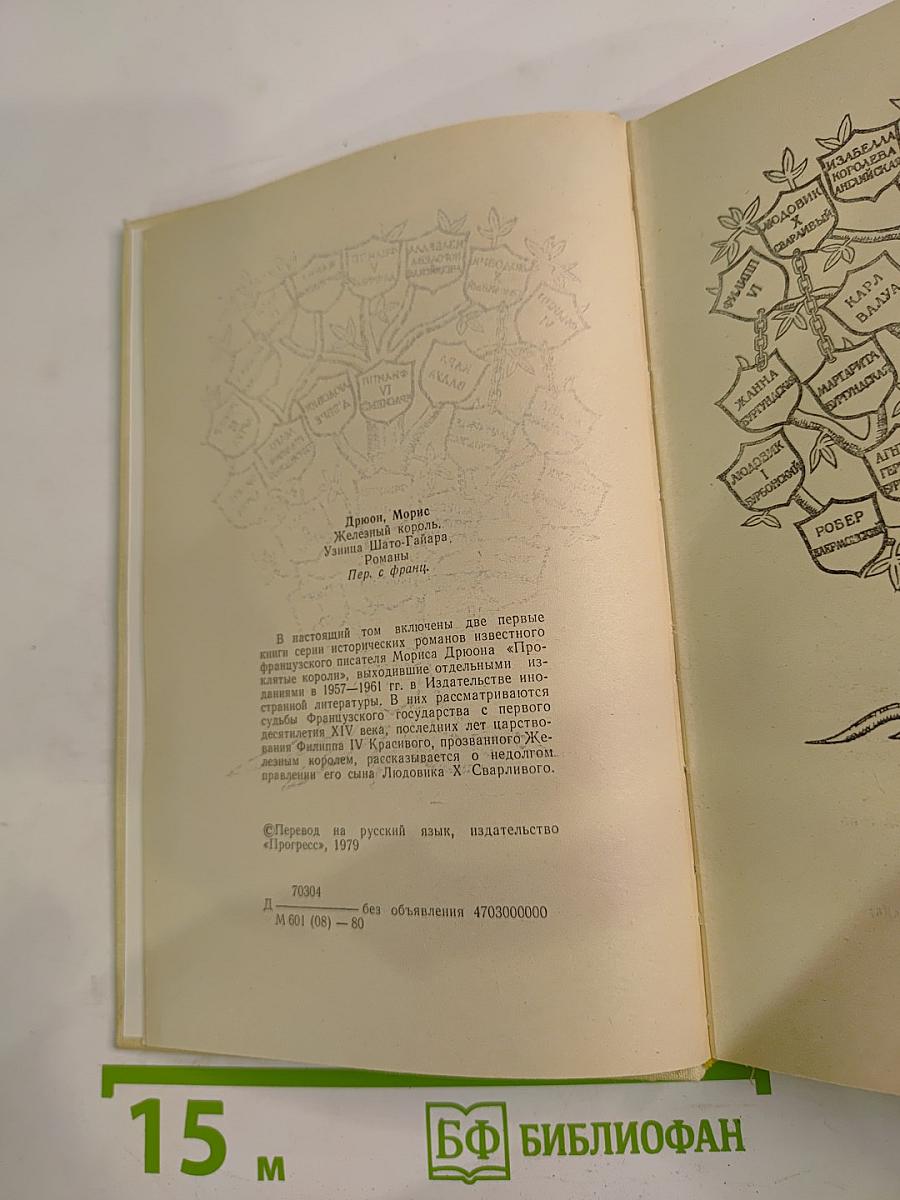 Дрюон, Морис
Железный король.
Узница Шато-Гайара.
Романы
Пер. с франц.
В настоящий том включены две первые
книги серии исторических романов известного
французского писателя Мориса Дрюона «Про-
клятые короли», выходившие отдельными из-
даниями в 1957—1961 гг. в Издательстве ино-
странной литературы. В них рассматриваются
судьбы Французского государства с первого
десятилетия XIV века, последних лет царство-
вания Филиппа IV Красивого, прозванного Же-
лезным королем, рассказывается о недолгом
правлении его сына Людовика X Сварливого.
©Перевод на русский язык, издательство
«Прогресс», 1979
70304
Д ——— без объявления 4703000000
М 601 (08) — 80
ИЗАБЕЛЛА
КОРОЛЕВА
АНГЛИЙСКАЯ
ЛЮДОВИК
X
СВАРЛИВЫЙ
ФИЛИПП
VI
КАРЛ
ВАЛУА
ЖАННА
БУРГУНДСКАЯ
МАРГАРИТА
БУРГУНДСКАЯ
ЛЮДОВИК
I
БУРБОНСКИЙ
АГН
ГЕР
БУР
РОБЕР
15 м
БФ БИБЛИОФАН